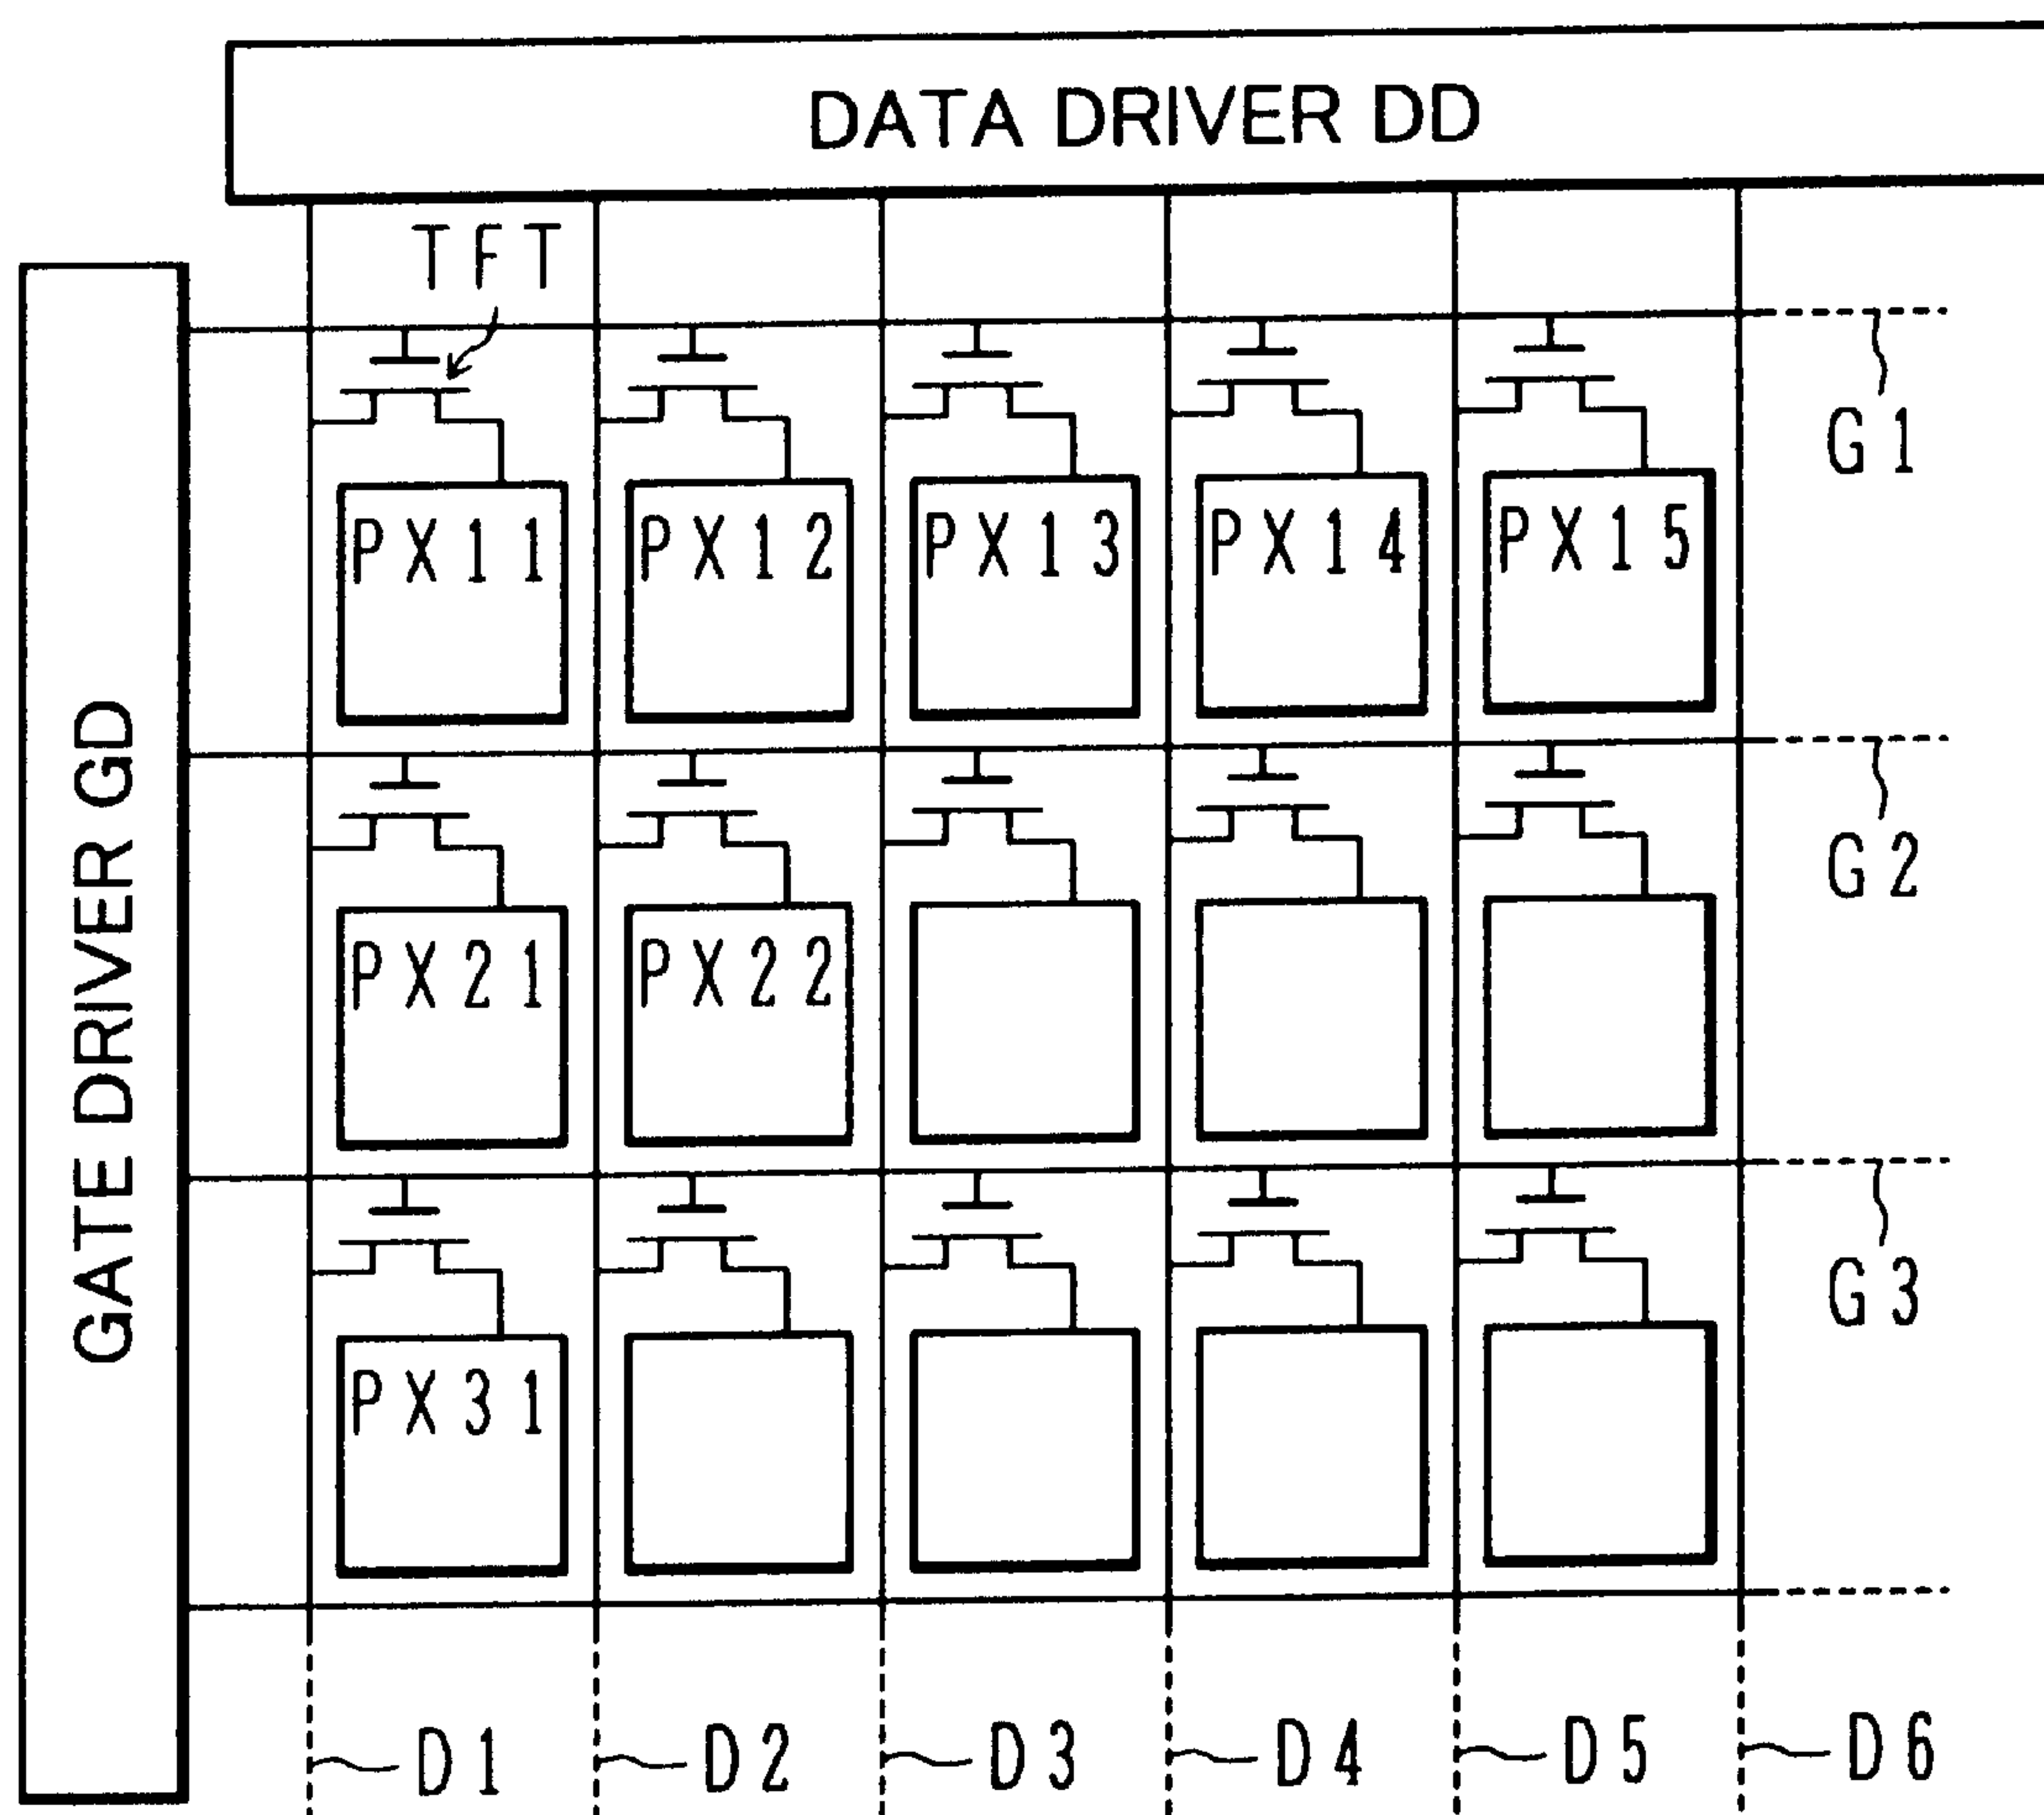 DATA DRIVER DD
TFT
GATE DRIVER GD
G1
PX11
PX12
PX13
PX14
PX15
G2
PX21
PX22
G3
PX31
D1
D2
D3
D4
D5
D6